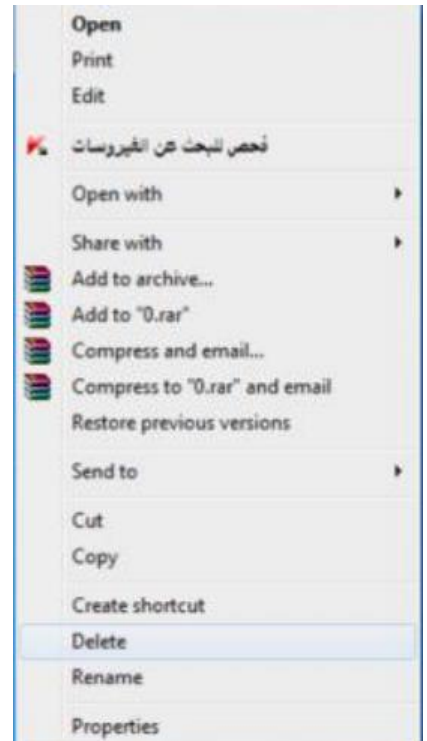 Open
Print
Edit
فحص للبحث عن الفيروسات
Open with
Share with
Add to archive...
Add to "0.rar"
Compress and email...
Compress to "0.rar" and email
Restore previous versions
Send to
Cut
Copy
Create shortcut
Delete
Rename
Properties